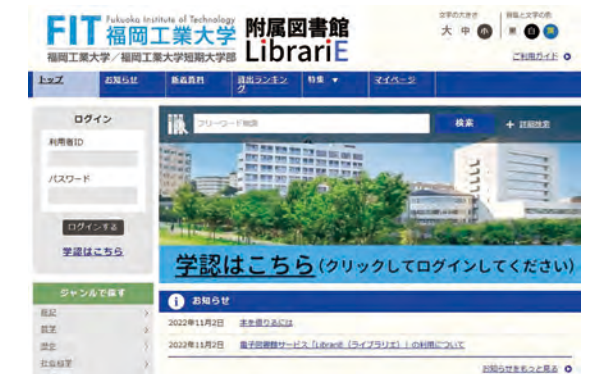 FIT Fukuoka Institute of Technology
福岡工業大学
福岡工業大学／福岡工業大学短期大学部
附属図書館
LibrariE
文字の大きさ
大 中 小
背景と文字の色
ご利用ガイド
トップ お知らせ 新着資料 貸出ランキング 特集 ▼ マイページ
ログイン
利用者ID
パスワード
ログインする
学認はこちら
フリーワード検索
検索 + 詳細検索
学認はこちら(クリックしてログインしてください)
ジャンルで探す
総記
哲学
歴史
社会科学
お知らせ
2022年11月2日 本を借りるには
2022年11月2日 電子図書館サービス「LibrariE（ライブラリエ）」の利用について
お知らせをもっと見る